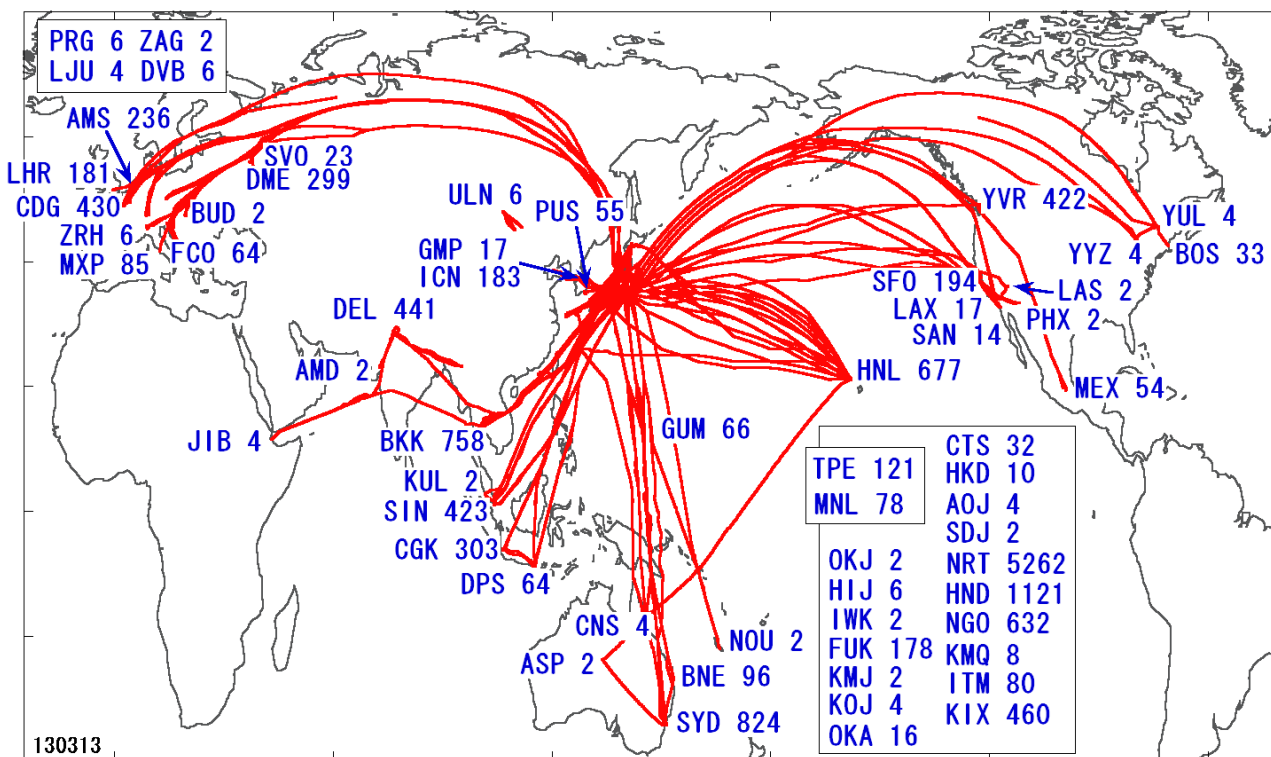 PRG 6 ZAG 2
LJU 4 DVB 6
AMS 236
LHR 181
CDG 430
ZRH 6
MXP 85
BUD 2
FCO 64
SVO 23
DME 299
ULN 6
PUS 55
GMP 17
ICN 183
DEL 441
AMD 2
JIB 4
BKK 758
KUL 2
SIN 423
CGK 303
DPS 64
CNS 4
ASP 2
BNE 96
SYD 824
NOU 2
GUM 66
HNL 677
YVR 422
YUL 4
YYZ 4
BOS 33
SFO 194
LAS 2
LAX 17
PHX 2
SAN 14
MEX 54
TPE 121
MNL 78
CTS 32
HKD 10
AOJ 4
SDJ 2
NRT 5262
HND 1121
NGO 632
KMQ 8
ITM 80
KIX 460
OKJ 2
HIJ 6
IWK 2
FUK 178
KMJ 2
KOJ 4
OKA 16
130313